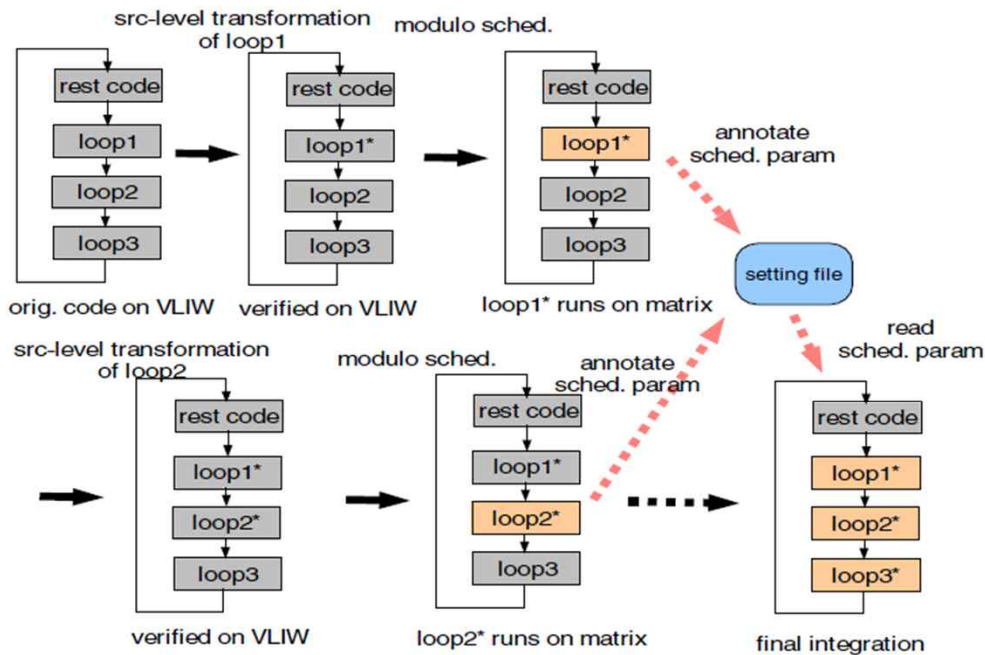 src-level transformation
of loop1
modulo sched.
rest code
loop1
loop2
loop3
orig. code on VLIW
rest code
loop1*
loop2
loop3
verified on VLIW
rest code
loop1*
loop2
loop3
loop1* runs on matrix
annotate
sched. param
setting file
read
sched. param
src-level transformation
of loop2
rest code
loop1*
loop2*
loop3
verified on VLIW
modulo sched.
rest code
loop1*
loop2*
loop3
loop2* runs on matrix
annotate
sched. param
rest code
loop1*
loop2*
loop3*
final integration